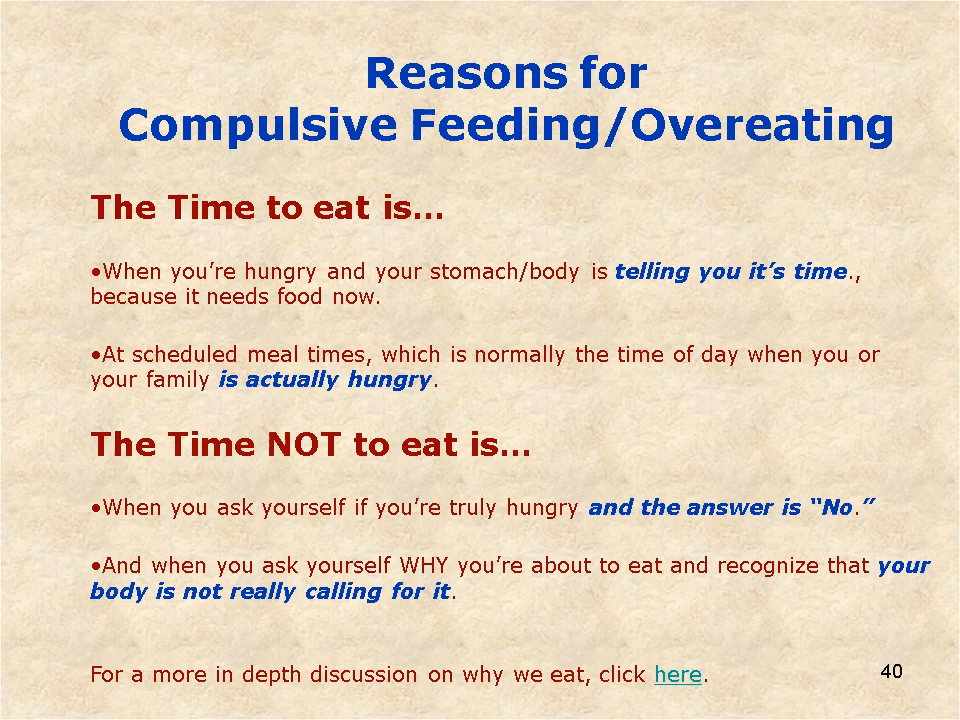 Reasons for
Compulsive Feeding/Overeating
The Time to eat is…
•When you’re hungry and your stomach/body is telling you it’s time.,
because it needs food now.
•At scheduled meal times, which is normally the time of day when you or
your family is actually hungry.
The Time NOT to eat is…
•When you ask yourself if you’re truly hungry and the answer is “No.”
•And when you ask yourself WHY you’re about to eat and recognize that your
body is not really calling for it.
For a more in depth discussion on why we eat, click here.
40